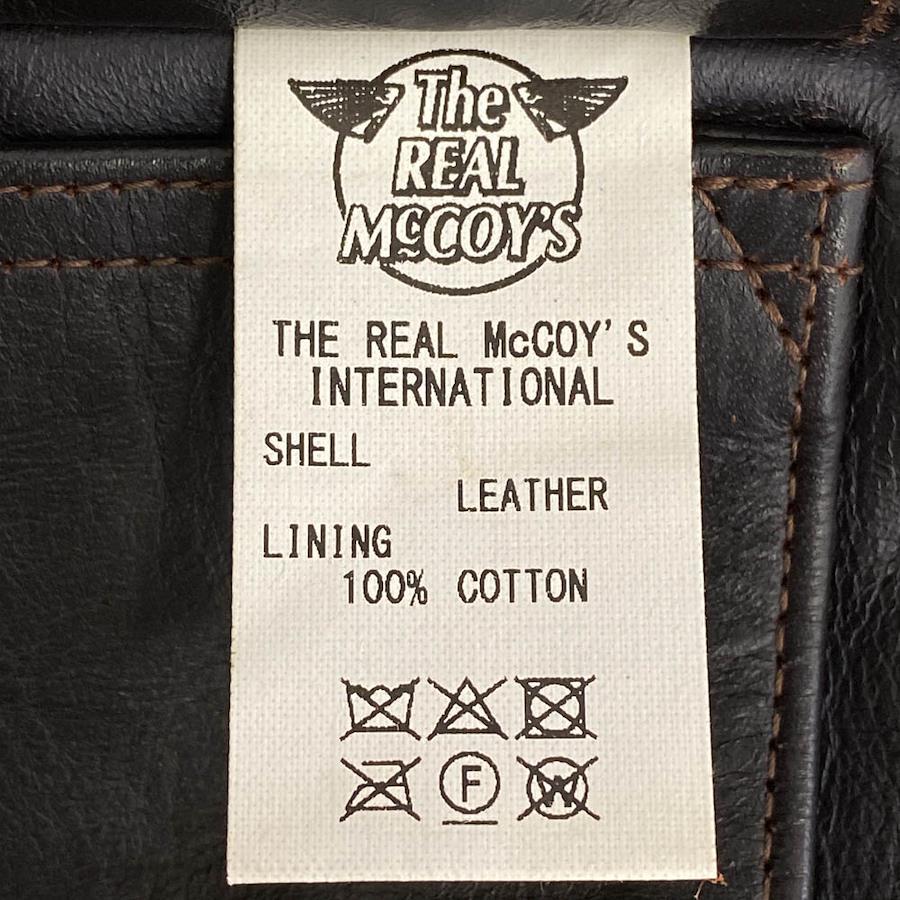 The
REAL
McCOY'S
THE REAL McCOY'S
INTERNATIONAL
SHELL
LEATHER
LINING
100% COTTON
F
W